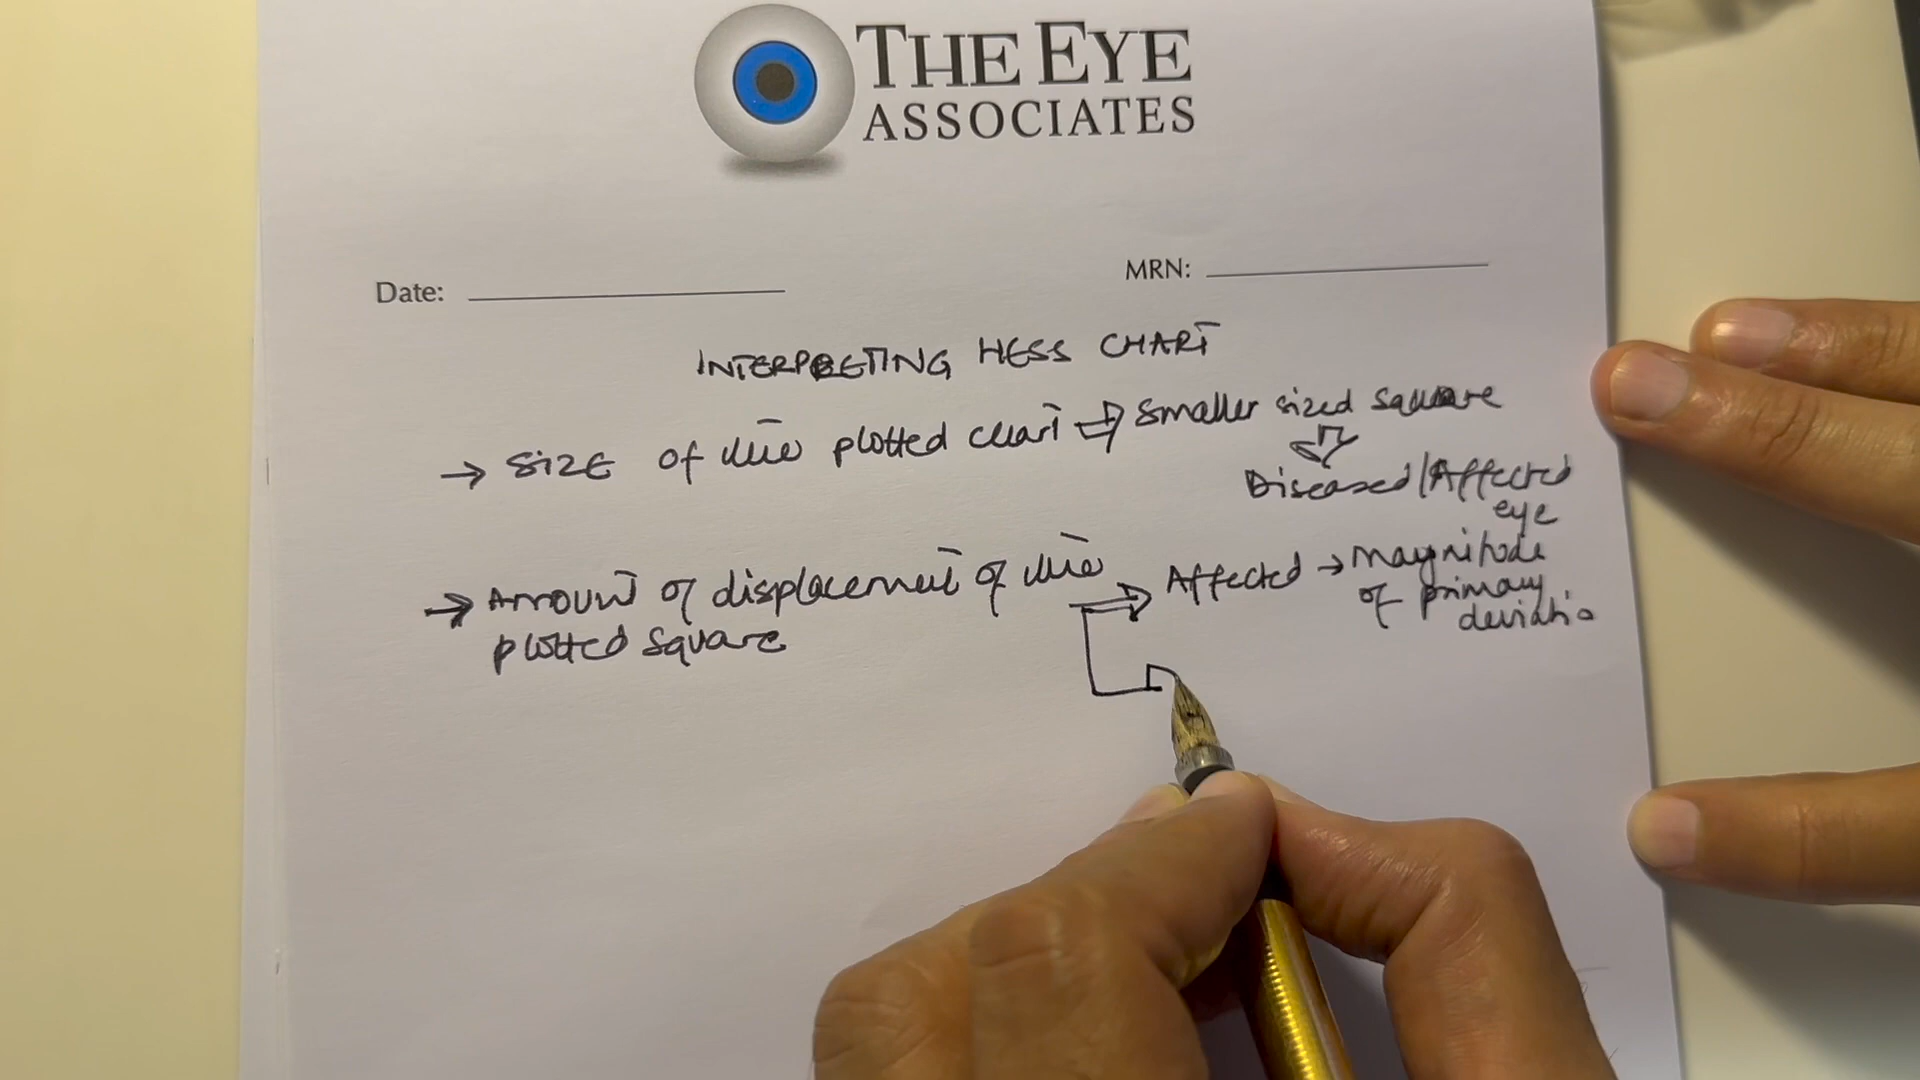 THE EYE
ASSOCIATES
Date:
MRN:
INTERPRETING HESS CHART
→ SIZE of the plotted chart ⇒ smaller sized square
Diseased/Affected
eye
→ Amount of displacement of the
plotted square
⇒ Affected → magnitude
of primary
deviatio